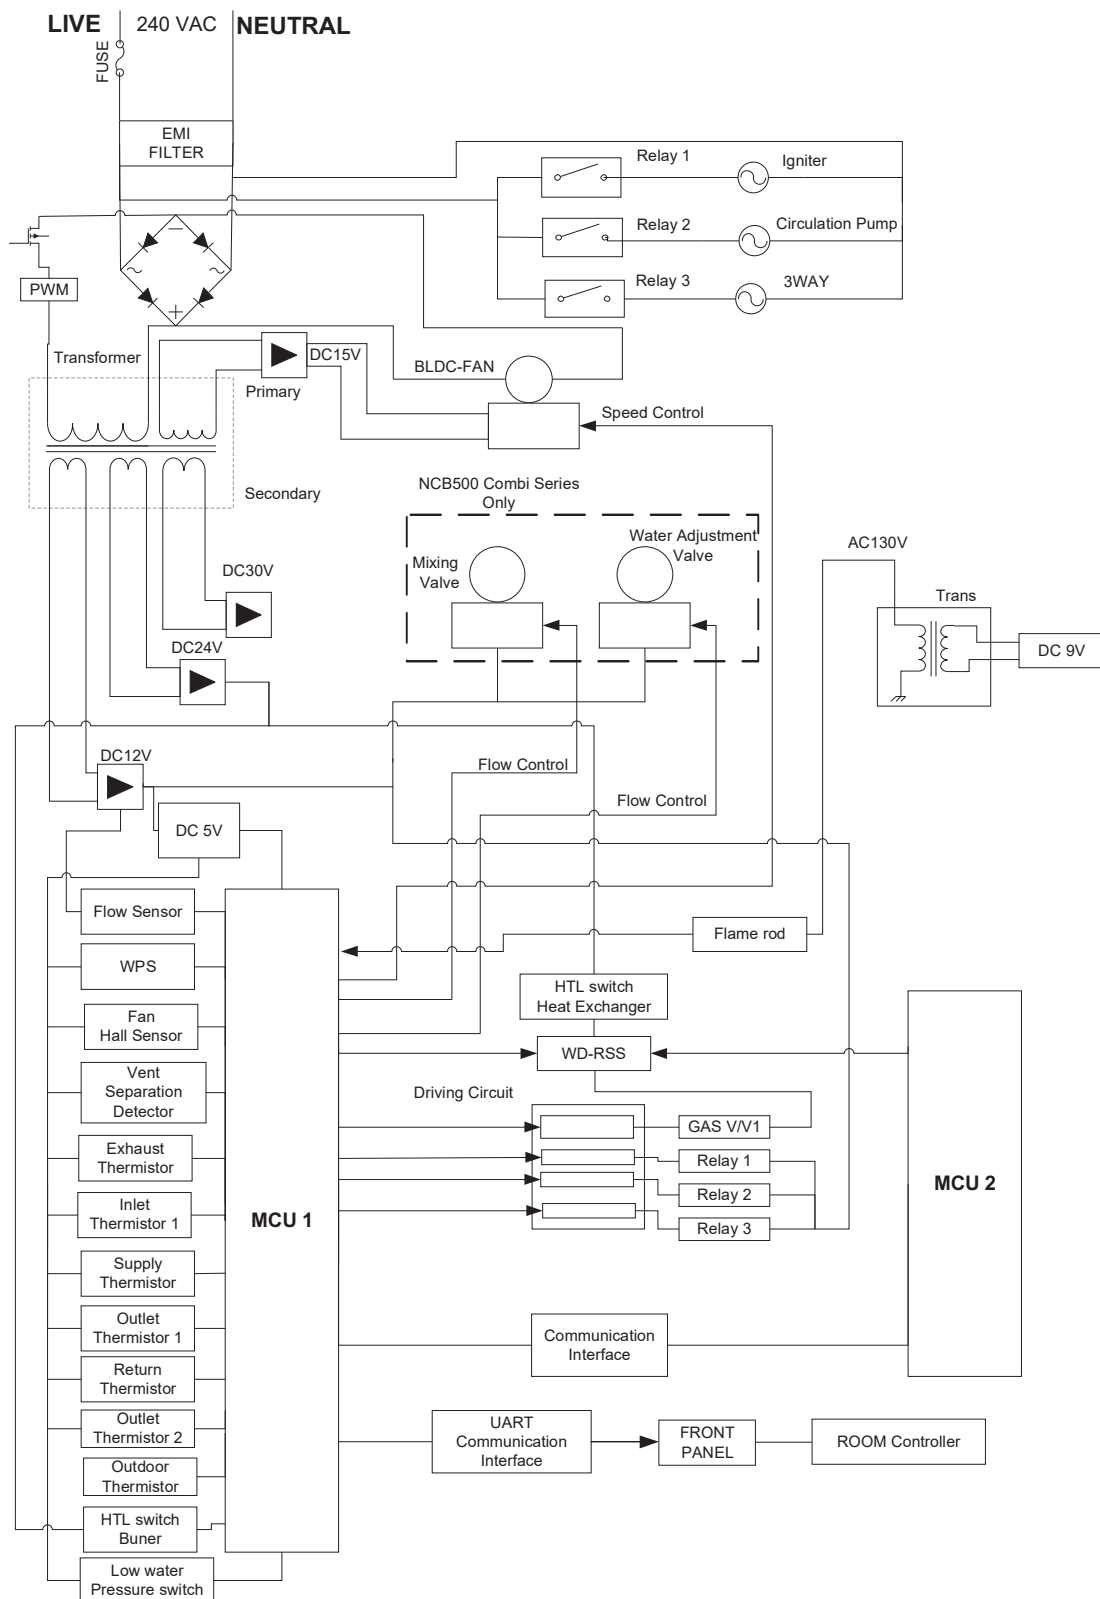 LIVE 240 VAC NEUTRAL
FUSE
EMI
FILTER
Relay 1
Igniter
Relay 2
Circulation Pump
Relay 3
3WAY
PWM
Transformer
Primary
DC15V
BLDC-FAN
Speed Control
Secondary
NCB500 Combi Series
Only
Mixing
Valve
Water Adjustment
Valve
AC130V
Trans
DC 9V
DC30V
DC24V
DC12V
Flow Control
Flow Control
DC 5V
Flow Sensor
WPS
Fan
Hall Sensor
Vent
Separation
Detector
Exhaust
Thermistor
Inlet
Thermistor 1
Supply
Thermistor
Outlet
Thermistor 1
Return
Thermistor
Outlet
Thermistor 2
Outdoor
Thermistor
HTL switch
Buner
Low water
Pressure switch
MCU 1
Flame rod
HTL switch
Heat Exchanger
WD-RSS
Driving Circuit
GAS V/V1
Relay 1
Relay 2
Relay 3
MCU 2
Communication
Interface
UART
Communication
Interface
FRONT
PANEL
ROOM Controller